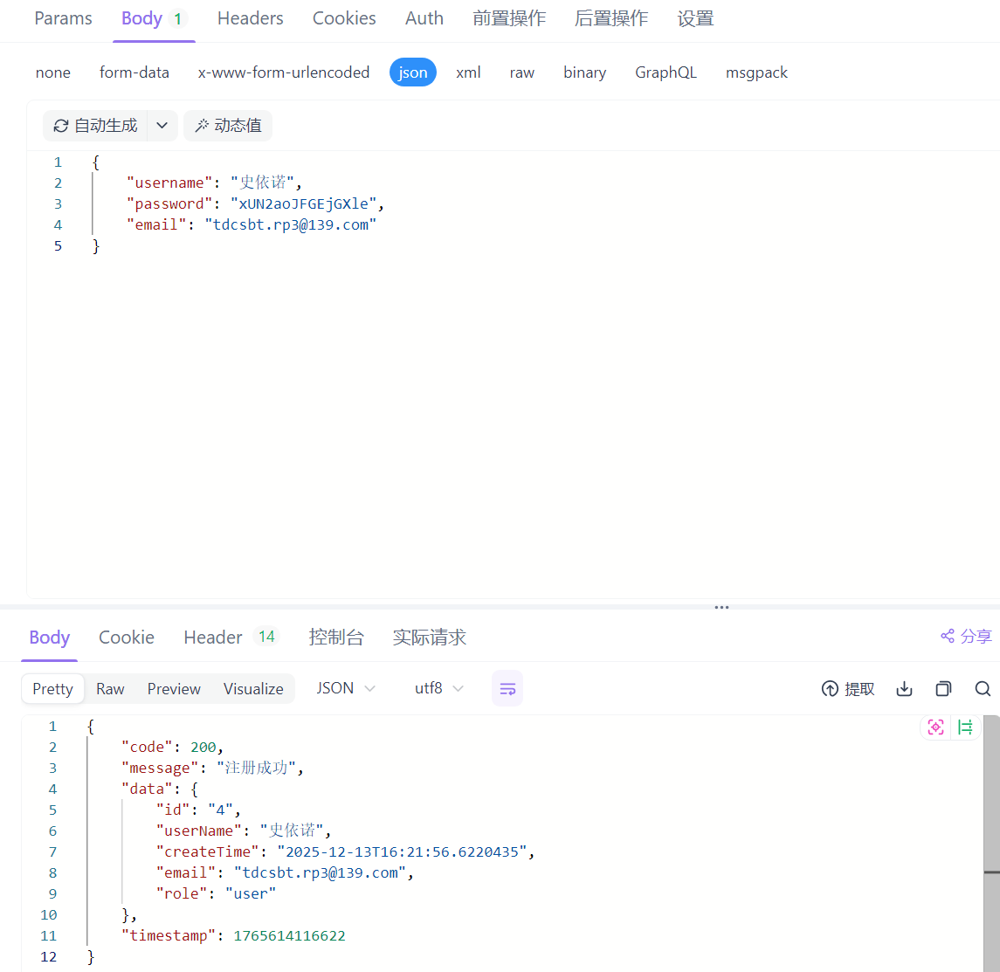 Params Body 1 Headers Cookies Auth 前置操作 后置操作 设置
none form-data x-www-form-urlencoded json xml raw binary GraphQL msgpack
自动生成 动态值
1 {
2 "username": "史依诺",
3 "password": "xUN2aoJFGEjGXle",
4 "email": "tdcsbt.rp3@139.com"
5 }
Body Cookie Header 14 控制台 实际请求 分享
Pretty Raw Preview Visualize JSON utf8 提取
1 {
2 "code": 200,
3 "message": "注册成功",
4 "data": {
5 "id": "4",
6 "userName": "史依诺",
7 "createTime": "2025-12-13T16:21:56.6220435",
8 "email": "tdcsbt.rp3@139.com",
9 "role": "user"
10 },
11 "timestamp": 1765614116622
12 }